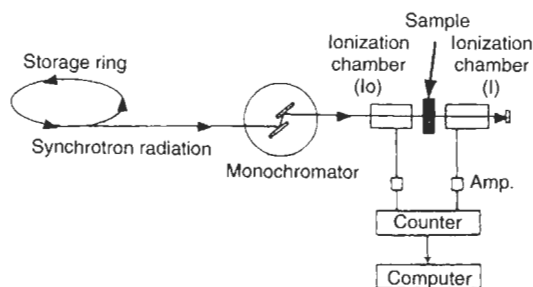 Sample
Ionization
chamber
(Io)
Ionization
chamber
(I)
Storage ring
Synchrotron radiation
Monochromator
Amp.
Counter
Computer